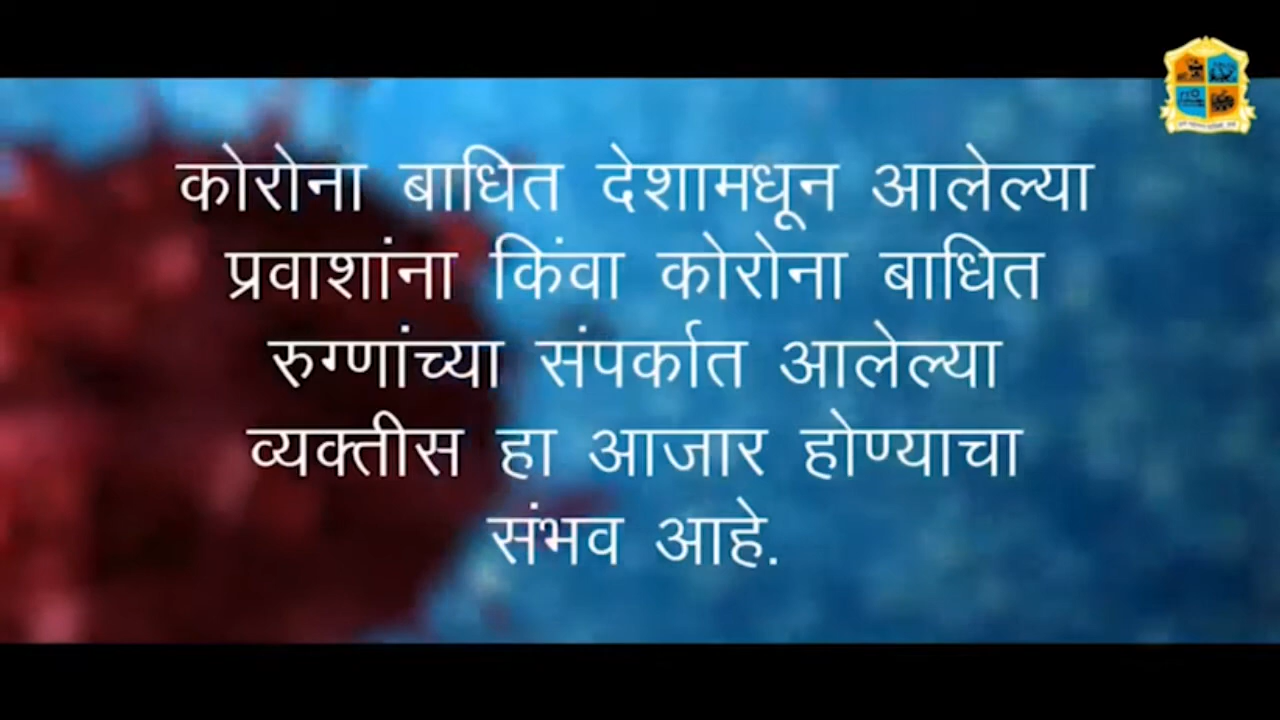 कोरोना बाधित देशामधून आलेल्या
प्रवाशांना किंवा कोरोना बाधित
रुग्णांच्या संपर्कात आलेल्या
व्यक्तीस हा आजार होण्याचा
संभव आहे.